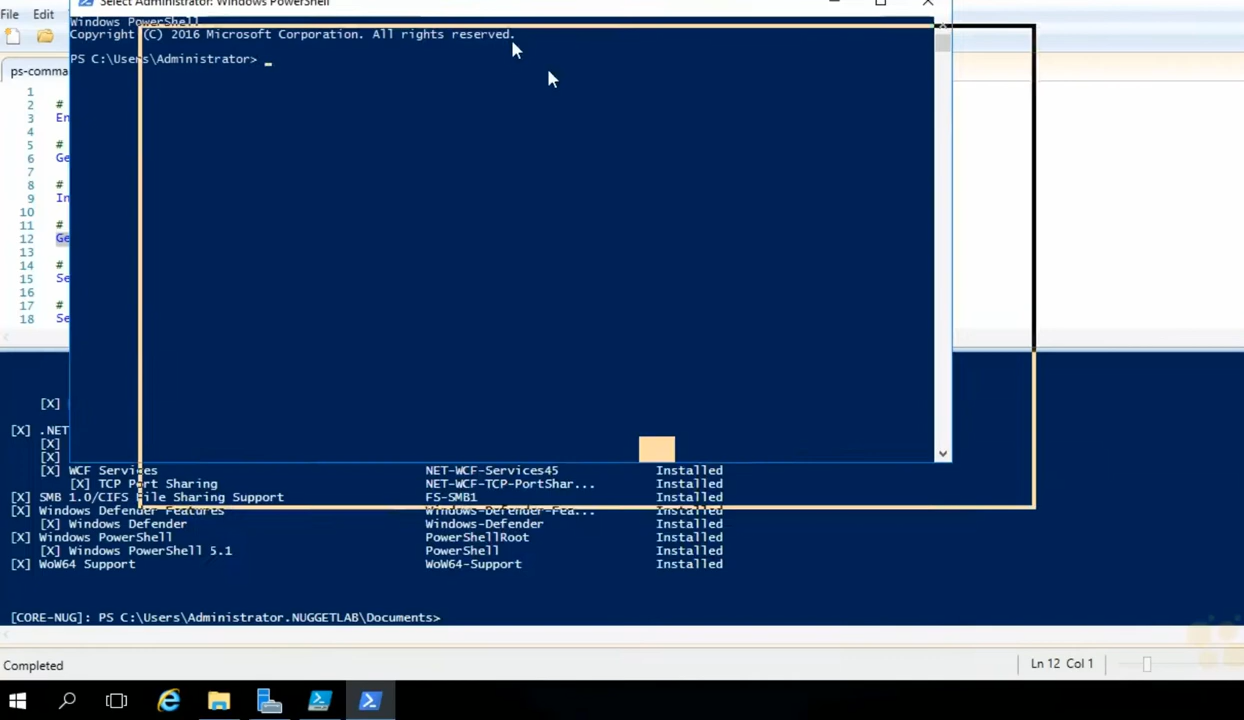 Select Administrator: Windows PowerShell
File Edit
Windows PowerShell
Copyright (C) 2016 Microsoft Corporation. All rights reserved.
PS C:\Users\Administrator> _
ps-comma
1
2 #
3 En
4
5 #
6 Ge
7
8 #
9 In
10
11 #
12 Ge
13
14 #
15 Se
16
17 #
18 Se
[X]
[X] .NET
[X]
[X]
[X] WCF Services NET-WCF-Services45 Installed
[X] TCP Port Sharing NET-WCF-TCP-PortShar... Installed
[X] SMB 1.0/CIFS File Sharing Support FS-SMB1 Installed
[X] Windows Defender Features Windows-Defender-Fea... Installed
[X] Windows Defender Windows-Defender Installed
[X] Windows PowerShell PowerShellRoot Installed
[X] Windows PowerShell 5.1 PowerShell Installed
[X] WoW64 Support WoW64-Support Installed
[CORE-NUG]: PS C:\Users\Administrator.NUGGETLAB\Documents>
Completed
Ln 12 Col 1